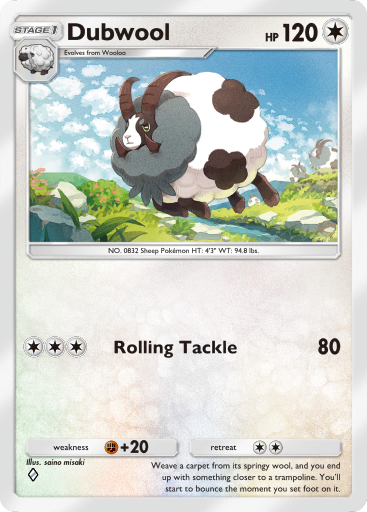 STAGE 1
Dubwool
HP 120
Evolves from Wooloo
NO. 0832 Sheep Pokémon HT: 4'3" WT: 94.8 lbs.
Rolling Tackle 80
weakness +20
retreat
Illus. saino misaki
Weave a carpet from its springy wool, and you end
up with something closer to a trampoline. You'll
start to bounce the moment you set foot on it.